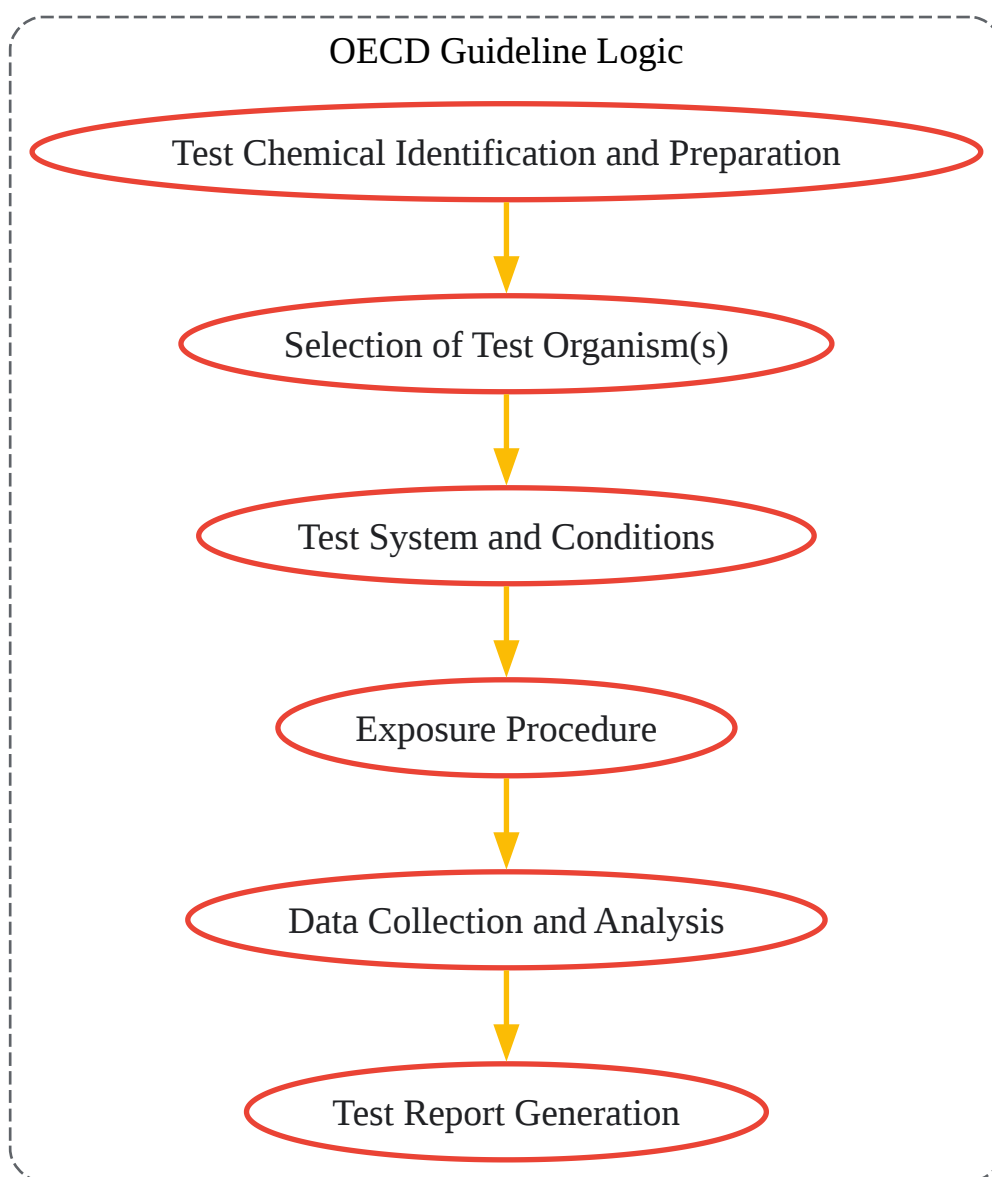 OECD Guideline Logic
Test Chemical Identification and Preparation
Selection of Test Organism(s)
Test System and Conditions
Exposure Procedure
Data Collection and Analysis
Test Report Generation